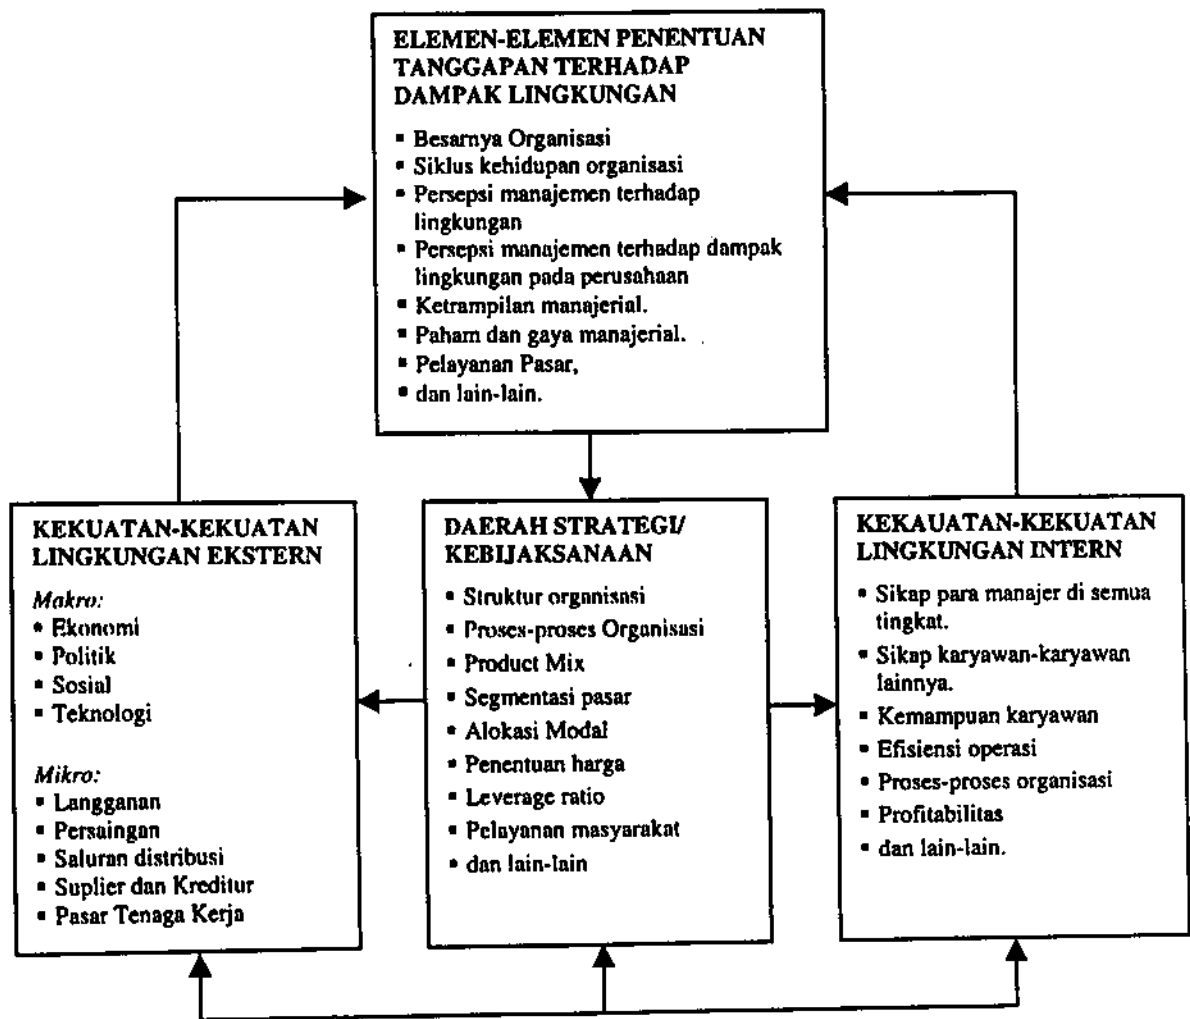 ELEMEN-ELEMEN PENENTUAN
TANGGAPAN TERHADAP
DAMPAK LINGKUNGAN
▪ Besarnya Organisasi
▪ Siklus kehidupan organisasi
▪ Persepsi manajemen terhadap
lingkungan
▪ Persepsi manajemen terhadap dampak
lingkungan pada perusahaan
▪ Ketrampilan manajerial.
▪ Paham dan gaya manajerial.
▪ Pelayanan Pasar,
▪ dan lain-lain.
KEKUATAN-KEKUATAN
LINGKUNGAN EKSTERN
Makro:
▪ Ekonomi
▪ Politik
▪ Sosial
▪ Teknologi
Mikro:
▪ Langganan
▪ Persaingan
▪ Saluran distribusi
▪ Suplier dan Kreditur
▪ Pasar Tenaga Kerja
DAERAH STRATEGI/
KEBIJAKSANAAN
▪ Struktur organisasi
▪ Proses-proses Organisasi
▪ Product Mix
▪ Segmentasi pasar
▪ Alokasi Modal
▪ Penentuan harga
▪ Leverage ratio
▪ Pelayanan masyarakat
▪ dan lain-lain
KEKAUATAN-KEKUATAN
LINGKUNGAN INTERN
▪ Sikap para manajer di semua
tingkat.
▪ Sikap karyawan-karyawan
lainnya.
▪ Kemampuan karyawan
▪ Efisiensi operasi
▪ Proses-proses organisasi
▪ Profitabilitas
▪ dan lain-lain.